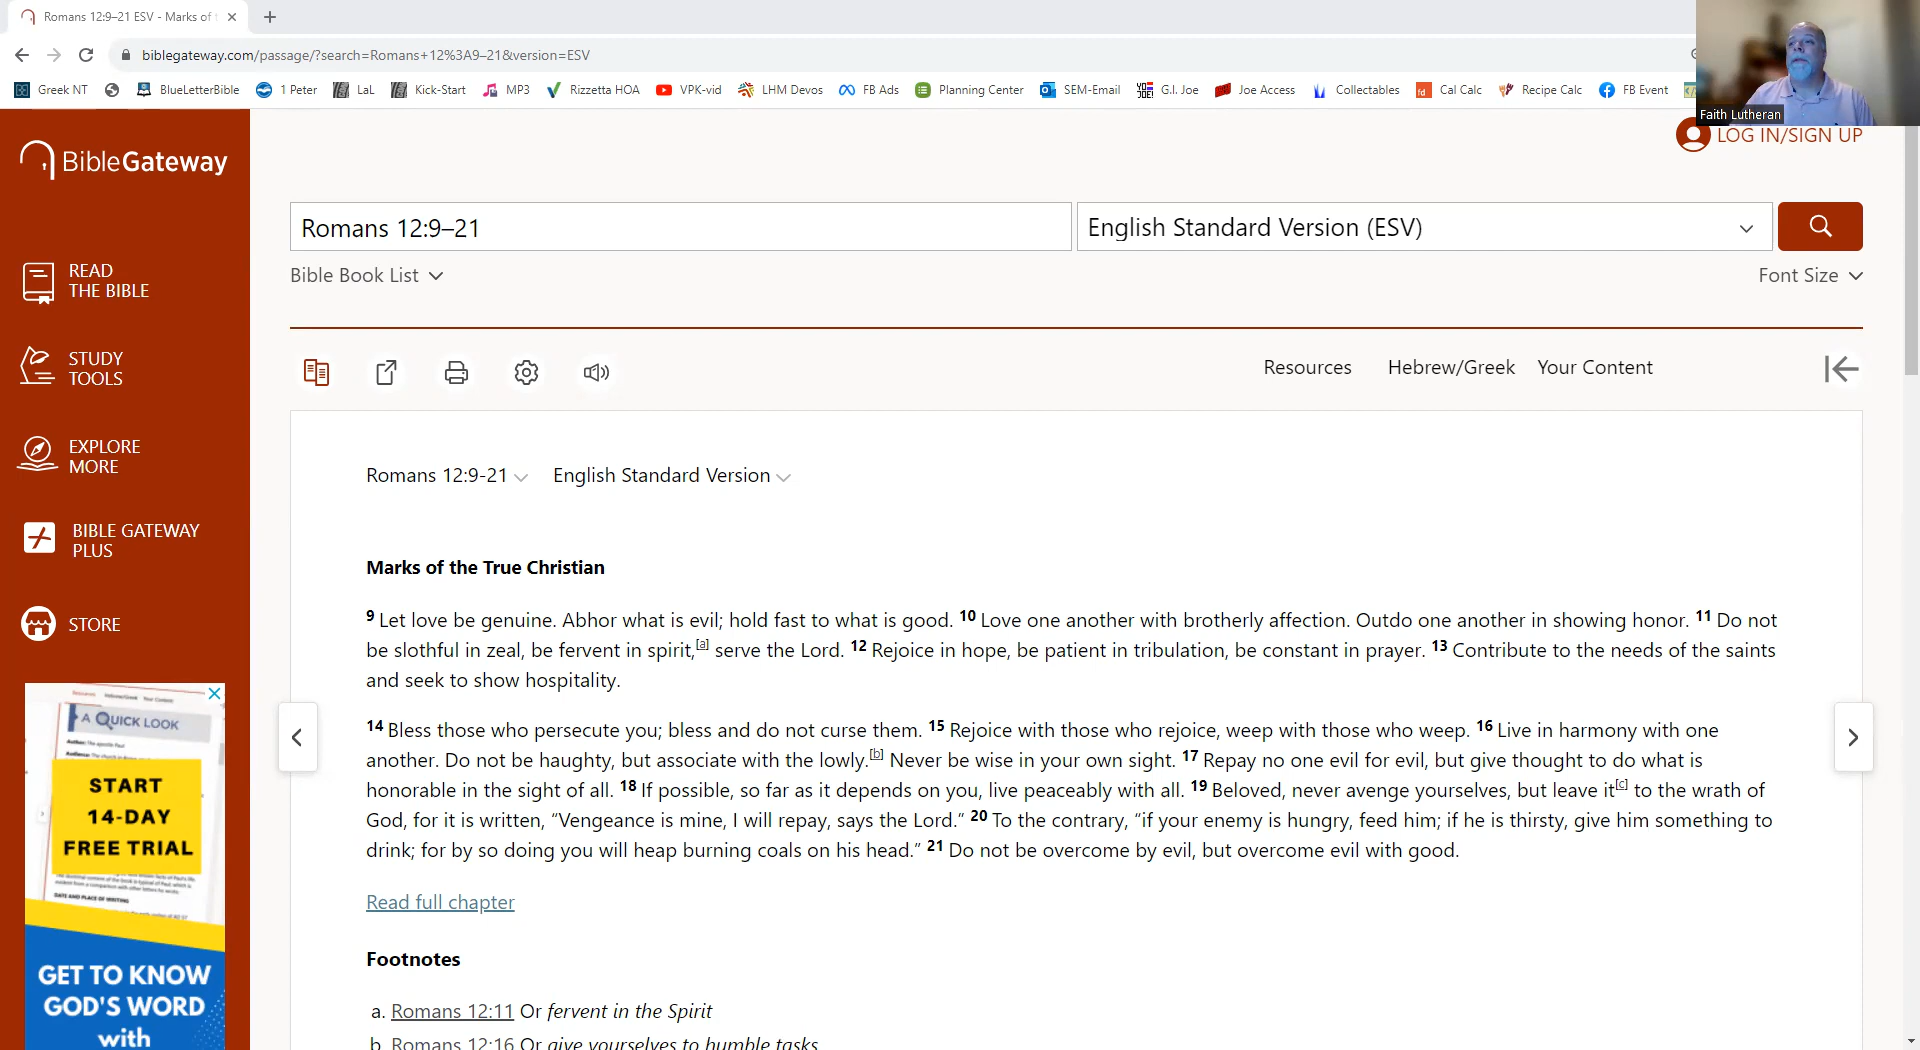 Romans 12:9–21 ESV - Marks of
biblegateway.com/passage/?search=Romans+12%3A9–21&version=ESV
Greek NT BlueLetterBible 1 Peter LaL Kick-Start MP3 Rizzetta HOA VPK-vid LHM Devos FB Ads Planning Center SEM-Email G.I. Joe Joe Access Collectables Cal Calc Recipe Calc FB Event
Faith Lutheran
LOG IN/SIGN UP
BibleGateway
READ
THE BIBLE
STUDY
TOOLS
EXPLORE
MORE
BIBLE GATEWAY
PLUS
STORE
A QUICK LOOK
START
14-DAY
FREE TRIAL
DATE AND PLACE OF WRITING
GET TO KNOW
GOD'S WORD
with
Romans 12:9–21
English Standard Version (ESV)
Bible Book List
Font Size
Resources Hebrew/Greek Your Content
Romans 12:9-21 English Standard Version
Marks of the True Christian
9 Let love be genuine. Abhor what is evil; hold fast to what is good. 10 Love one another with brotherly affection. Outdo one another in showing honor. 11 Do not
be slothful in zeal, be fervent in spirit,[a] serve the Lord. 12 Rejoice in hope, be patient in tribulation, be constant in prayer. 13 Contribute to the needs of the saints
and seek to show hospitality.
14 Bless those who persecute you; bless and do not curse them. 15 Rejoice with those who rejoice, weep with those who weep. 16 Live in harmony with one
another. Do not be haughty, but associate with the lowly.[b] Never be wise in your own sight. 17 Repay no one evil for evil, but give thought to do what is
honorable in the sight of all. 18 If possible, so far as it depends on you, live peaceably with all. 19 Beloved, never avenge yourselves, but leave it[c] to the wrath of
God, for it is written, “Vengeance is mine, I will repay, says the Lord.” 20 To the contrary, “if your enemy is hungry, feed him; if he is thirsty, give him something to
drink; for by so doing you will heap burning coals on his head.” 21 Do not be overcome by evil, but overcome evil with good.
Read full chapter
Footnotes
a. Romans 12:11 Or fervent in the Spirit
b. Romans 12:16 Or give yourselves to humble tasks